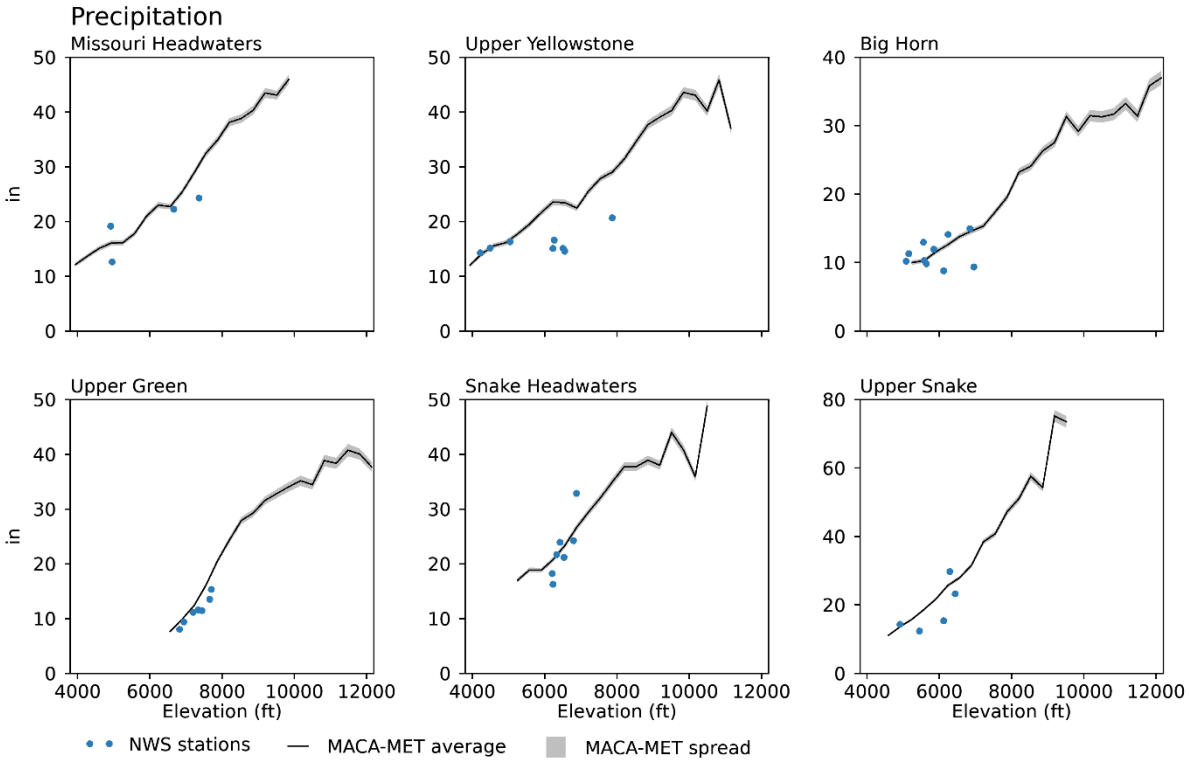 Precipitation
Missouri Headwaters
Upper Yellowstone
Big Horn
50
40
30
20
10
0
in
50
40
30
20
10
0
40
30
20
10
0
Upper Green
Snake Headwaters
Upper Snake
50
40
30
20
10
0
in
50
40
30
20
10
0
80
60
40
20
0
4000 6000 8000 10000 12000
4000 6000 8000 10000 12000
4000 6000 8000 10000 12000
Elevation (ft)
Elevation (ft)
Elevation (ft)
NWS stations
MACA-MET average
MACA-MET spread